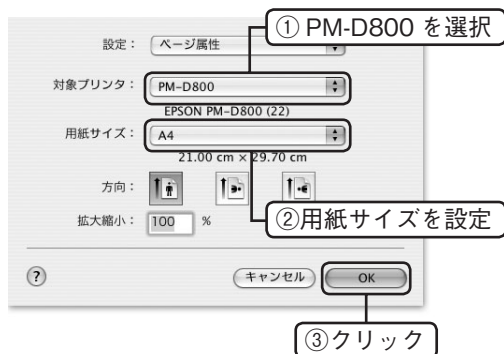 ① PM-D800 を選択
設定： ページ属性
対象プリンタ： PM-D800
EPSON PM-D800 (22)
用紙サイズ： A4
21.00 cm × 29.70 cm
方向：
②用紙サイズを設定
拡大縮小： 100 %
? キャンセル OK
③クリック